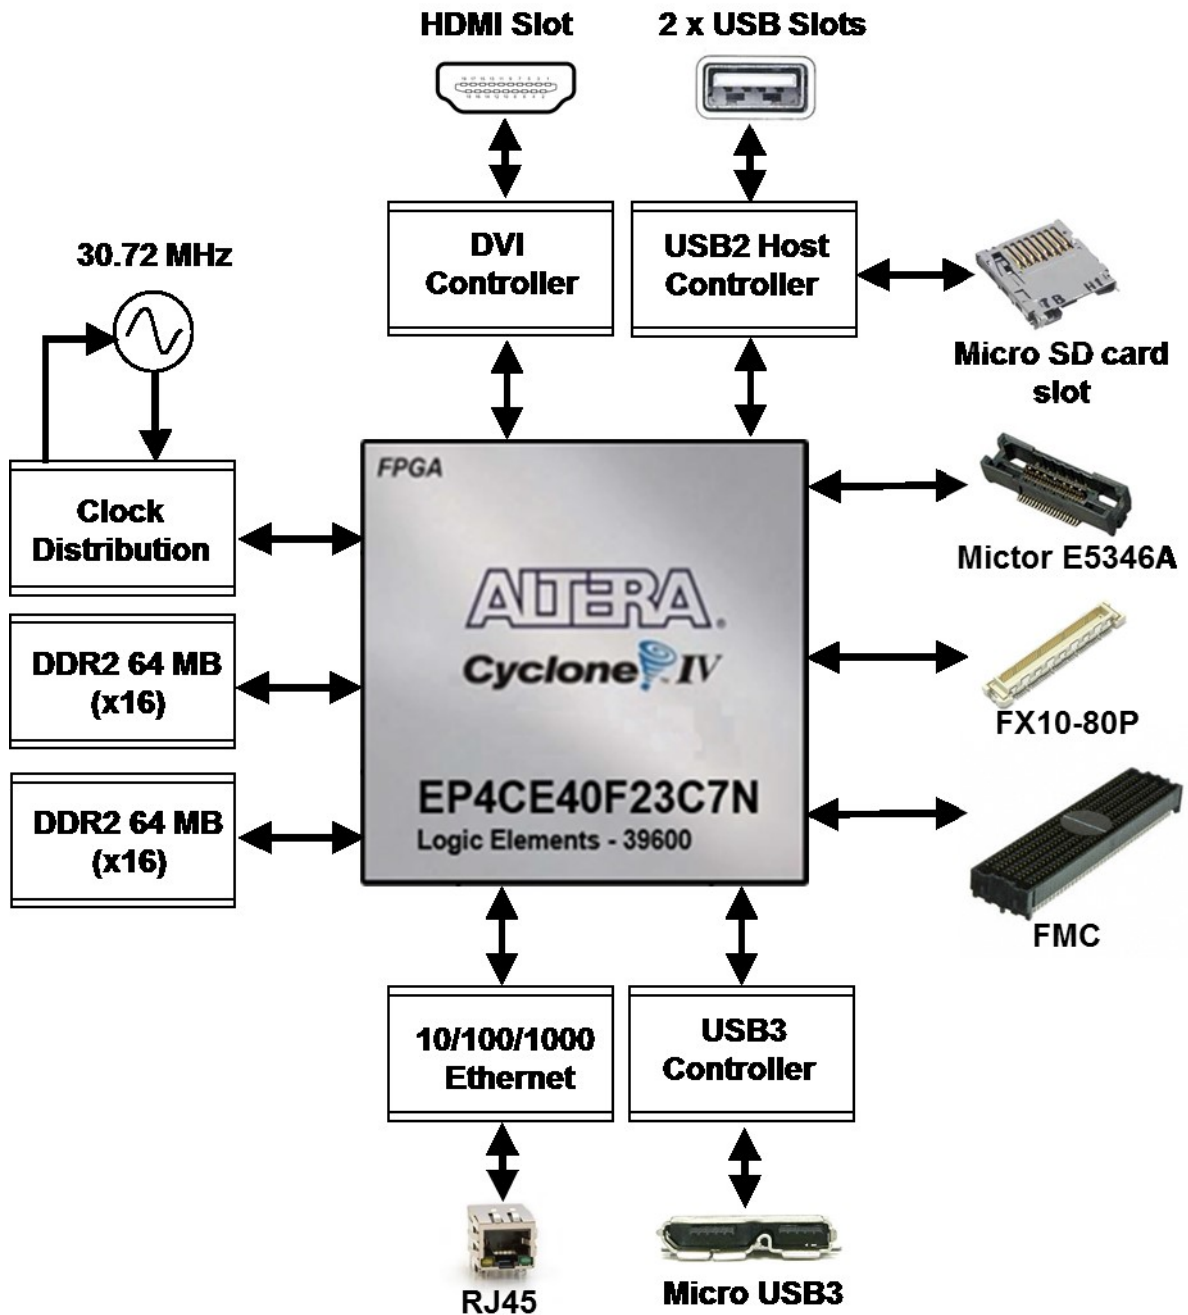 HDMI Slot
2 x USB Slots
DVI
Controller
USB2 Host
Controller
30.72 MHz
Micro SD card
slot
FPGA
Clock
Distribution
Mictor E5346A
ALTERA.
Cyclone IV
DDR2 64 MB
(x16)
FX10-80P
EP4CE40F23C7N
Logic Elements - 39600
DDR2 64 MB
(x16)
FMC
10/100/1000
Ethernet
USB3
Controller
RJ45
Micro USB3